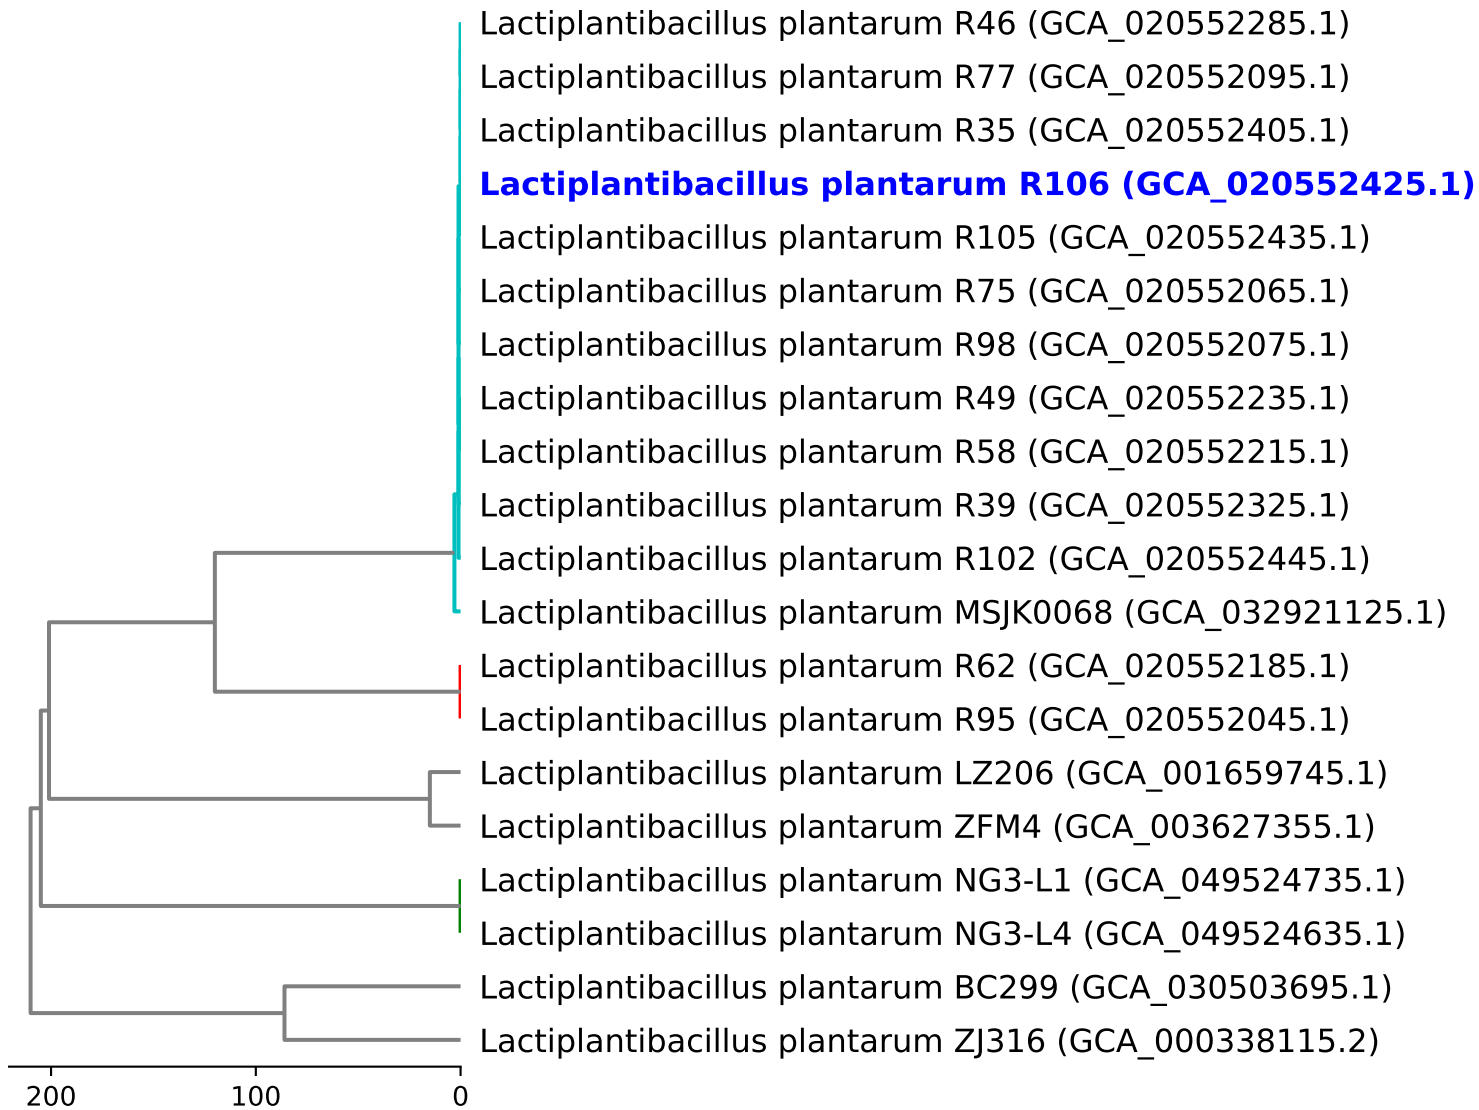 Lactiplantibacillus plantarum R46 (GCA_020552285.1)
Lactiplantibacillus plantarum R77 (GCA_020552095.1)
Lactiplantibacillus plantarum R35 (GCA_020552405.1)
Lactiplantibacillus plantarum R106 (GCA_020552425.1)
Lactiplantibacillus plantarum R105 (GCA_020552435.1)
Lactiplantibacillus plantarum R75 (GCA_020552065.1)
Lactiplantibacillus plantarum R98 (GCA_020552075.1)
Lactiplantibacillus plantarum R49 (GCA_020552235.1)
Lactiplantibacillus plantarum R58 (GCA_020552215.1)
Lactiplantibacillus plantarum R39 (GCA_020552325.1)
Lactiplantibacillus plantarum R102 (GCA_020552445.1)
Lactiplantibacillus plantarum MSJK0068 (GCA_032921125.1)
Lactiplantibacillus plantarum R62 (GCA_020552185.1)
Lactiplantibacillus plantarum R95 (GCA_020552045.1)
Lactiplantibacillus plantarum LZ206 (GCA_001659745.1)
Lactiplantibacillus plantarum ZFM4 (GCA_003627355.1)
Lactiplantibacillus plantarum NG3-L1 (GCA_049524735.1)
Lactiplantibacillus plantarum NG3-L4 (GCA_049524635.1)
Lactiplantibacillus plantarum BC299 (GCA_030503695.1)
Lactiplantibacillus plantarum ZJ316 (GCA_000338115.2)
200 100 0